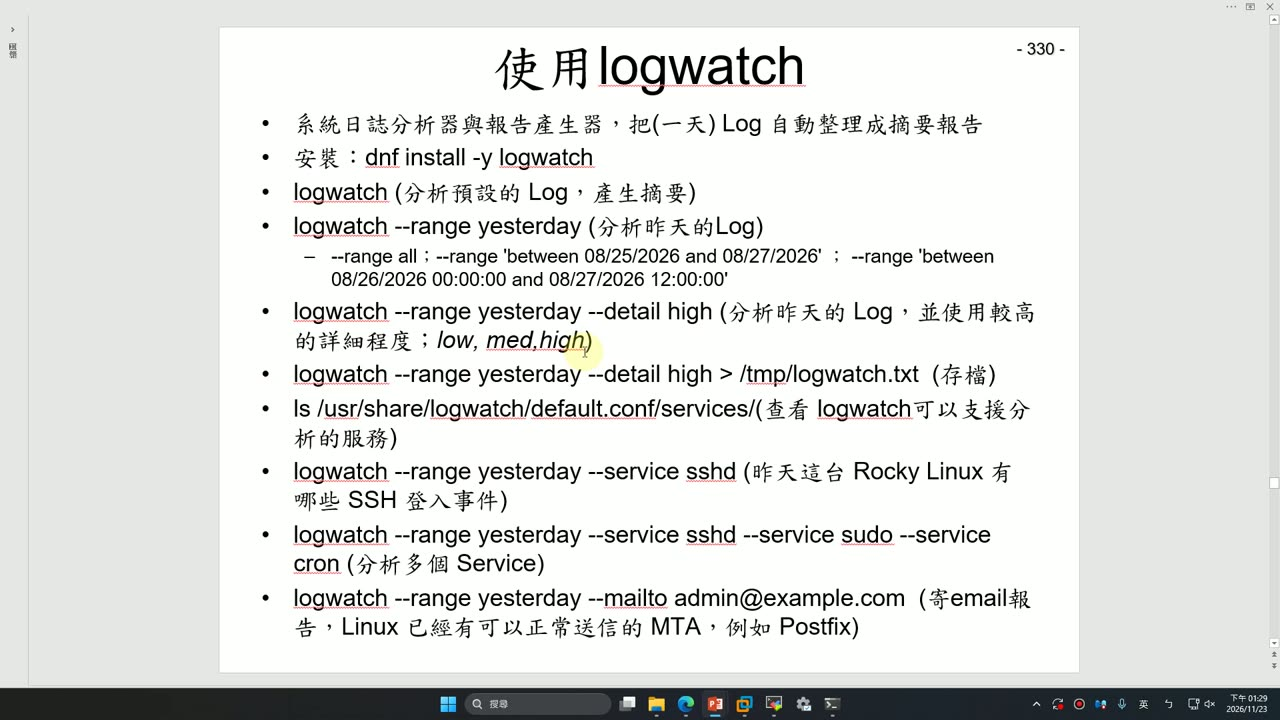 - 330 -
使用logwatch
• 系統日誌分析器與報告產生器，把(一天) Log 自動整理成摘要報告
• 安裝：dnf install -y logwatch
• logwatch (分析預設的 Log，產生摘要)
• logwatch --range yesterday (分析昨天的Log)
– --range all；--range 'between 08/25/2026 and 08/27/2026' ； --range 'between
08/26/2026 00:00:00 and 08/27/2026 12:00:00'
• logwatch --range yesterday --detail high (分析昨天的 Log，並使用較高
的詳細程度；low, med,high)
• logwatch --range yesterday --detail high > /tmp/logwatch.txt (存檔)
• ls /usr/share/logwatch/default.conf/services/(查看 logwatch可以支援分
析的服務)
• logwatch --range yesterday --service sshd (昨天這台 Rocky Linux 有
哪些 SSH 登入事件)
• logwatch --range yesterday --service sshd --service sudo --service
cron (分析多個 Service)
• logwatch --range yesterday --mailto admin@example.com (寄email報
告，Linux 已經有可以正常送信的 MTA，例如 Postfix)
搜尋
英
ㄅ
下午 01:29
2026/11/23